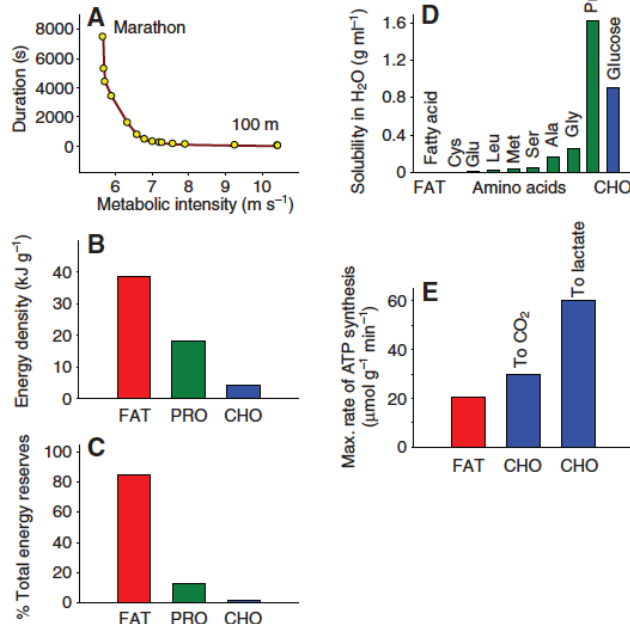 A
Marathon
100 m
Duration (s)
8000
6000
4000
2000
0
6 7 8 9 10
Metabolic intensity (m s⁻¹)
B
Energy density (kJ g⁻¹)
40
30
20
10
0
FAT PRO CHO
C
% Total energy reserves
100
80
60
40
20
0
FAT PRO CHO
D
Solubility in H₂O (g ml⁻¹)
1.6
1.2
0.8
0.4
0
Fatty acid
Cys
Glu
Leu
Met
Ser
Ala
Gly
Glucose
FAT Amino acids CHO
E
Max. rate of ATP synthesis
(μmol g⁻¹ min⁻¹)
60
40
20
0
To CO₂
To lactate
FAT CHO CHO